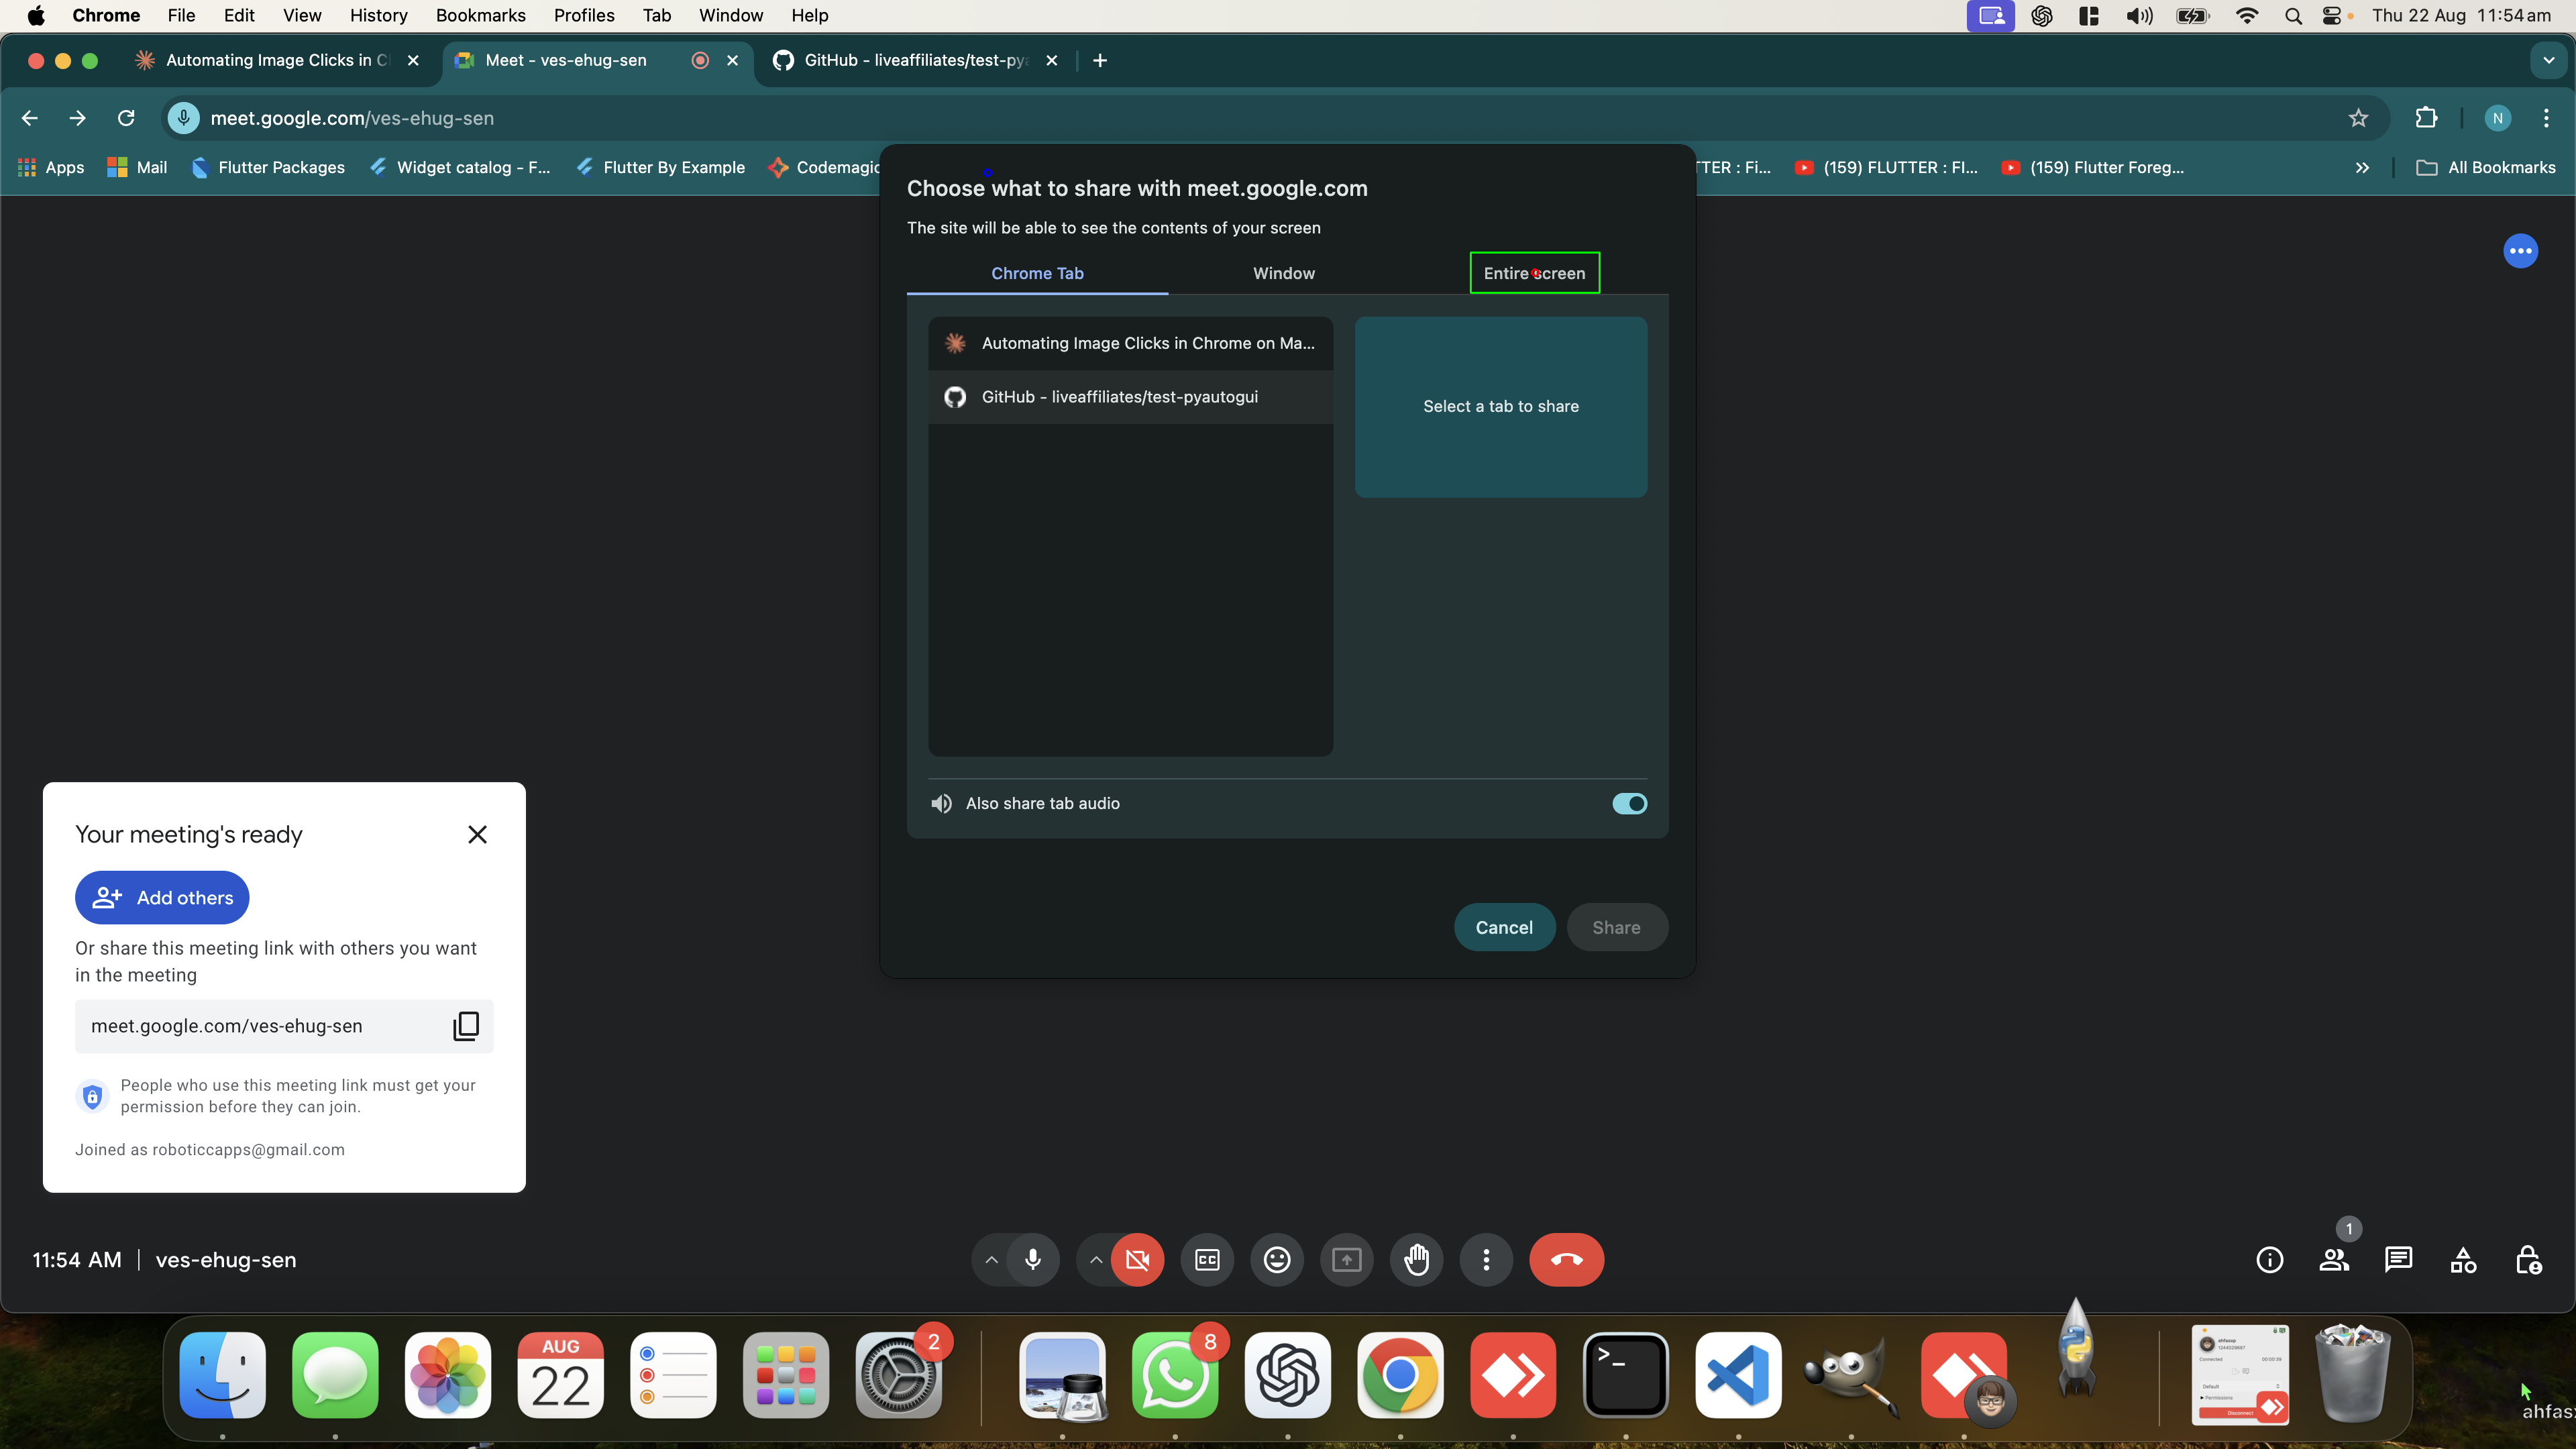 Chrome File Edit View History Bookmarks Profiles Tab Window Help Thu 22 Aug 11:54 am
Automating Image Clicks in C Meet - ves-ehug-sen GitHub - liveaffiliates/test-pya
meet.google.com/ves-ehug-sen N
Apps Mail Flutter Packages Widget catalog - F... Flutter By Example Codemagic TER : Fi... (159) FLUTTER : Fl... (159) Flutter Foreg... All Bookmarks
Choose what to share with meet.google.com
The site will be able to see the contents of your screen
Chrome Tab Window Entire screen
Automating Image Clicks in Chrome on Ma...
GitHub - liveaffiliates/test-pyautogui
Select a tab to share
Also share tab audio
Cancel Share
Your meeting's ready
Add others
Or share this meeting link with others you want
in the meeting
meet.google.com/ves-ehug-sen
People who use this meeting link must get your
permission before they can join.
Joined as roboticcapps@gmail.com
1
11:54 AM ves-ehug-sen CC
AUG
22
2
8
>_
Connected
Default
Permissions
Disconnect
ahfas